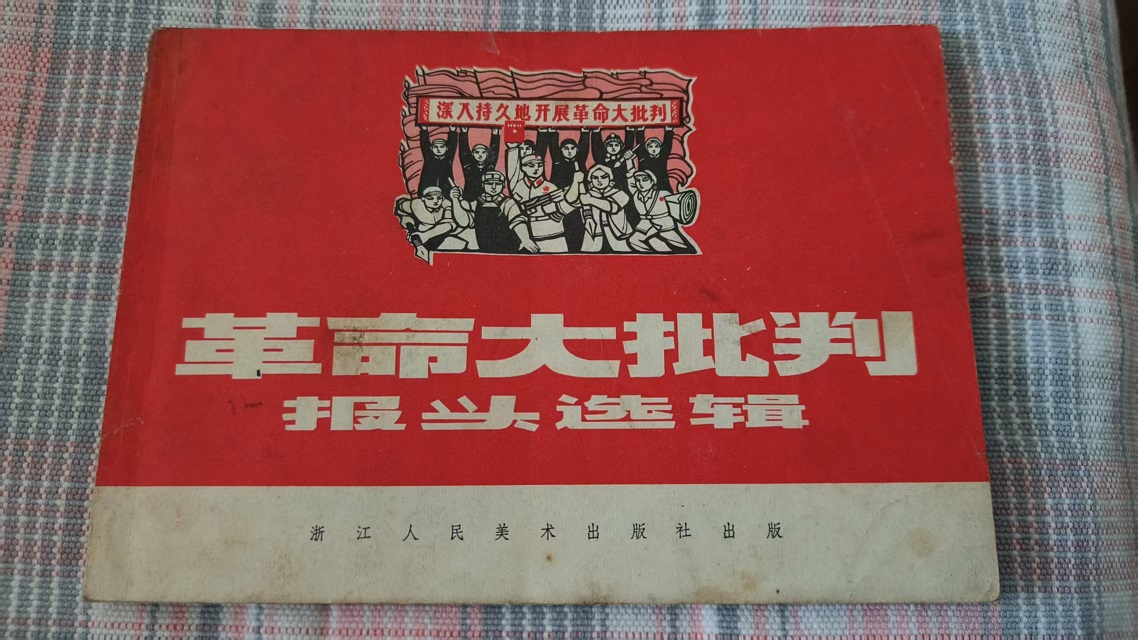 深入持久地开展革命大批判
革命大批判
报头选辑
浙江人民美术出版社出版